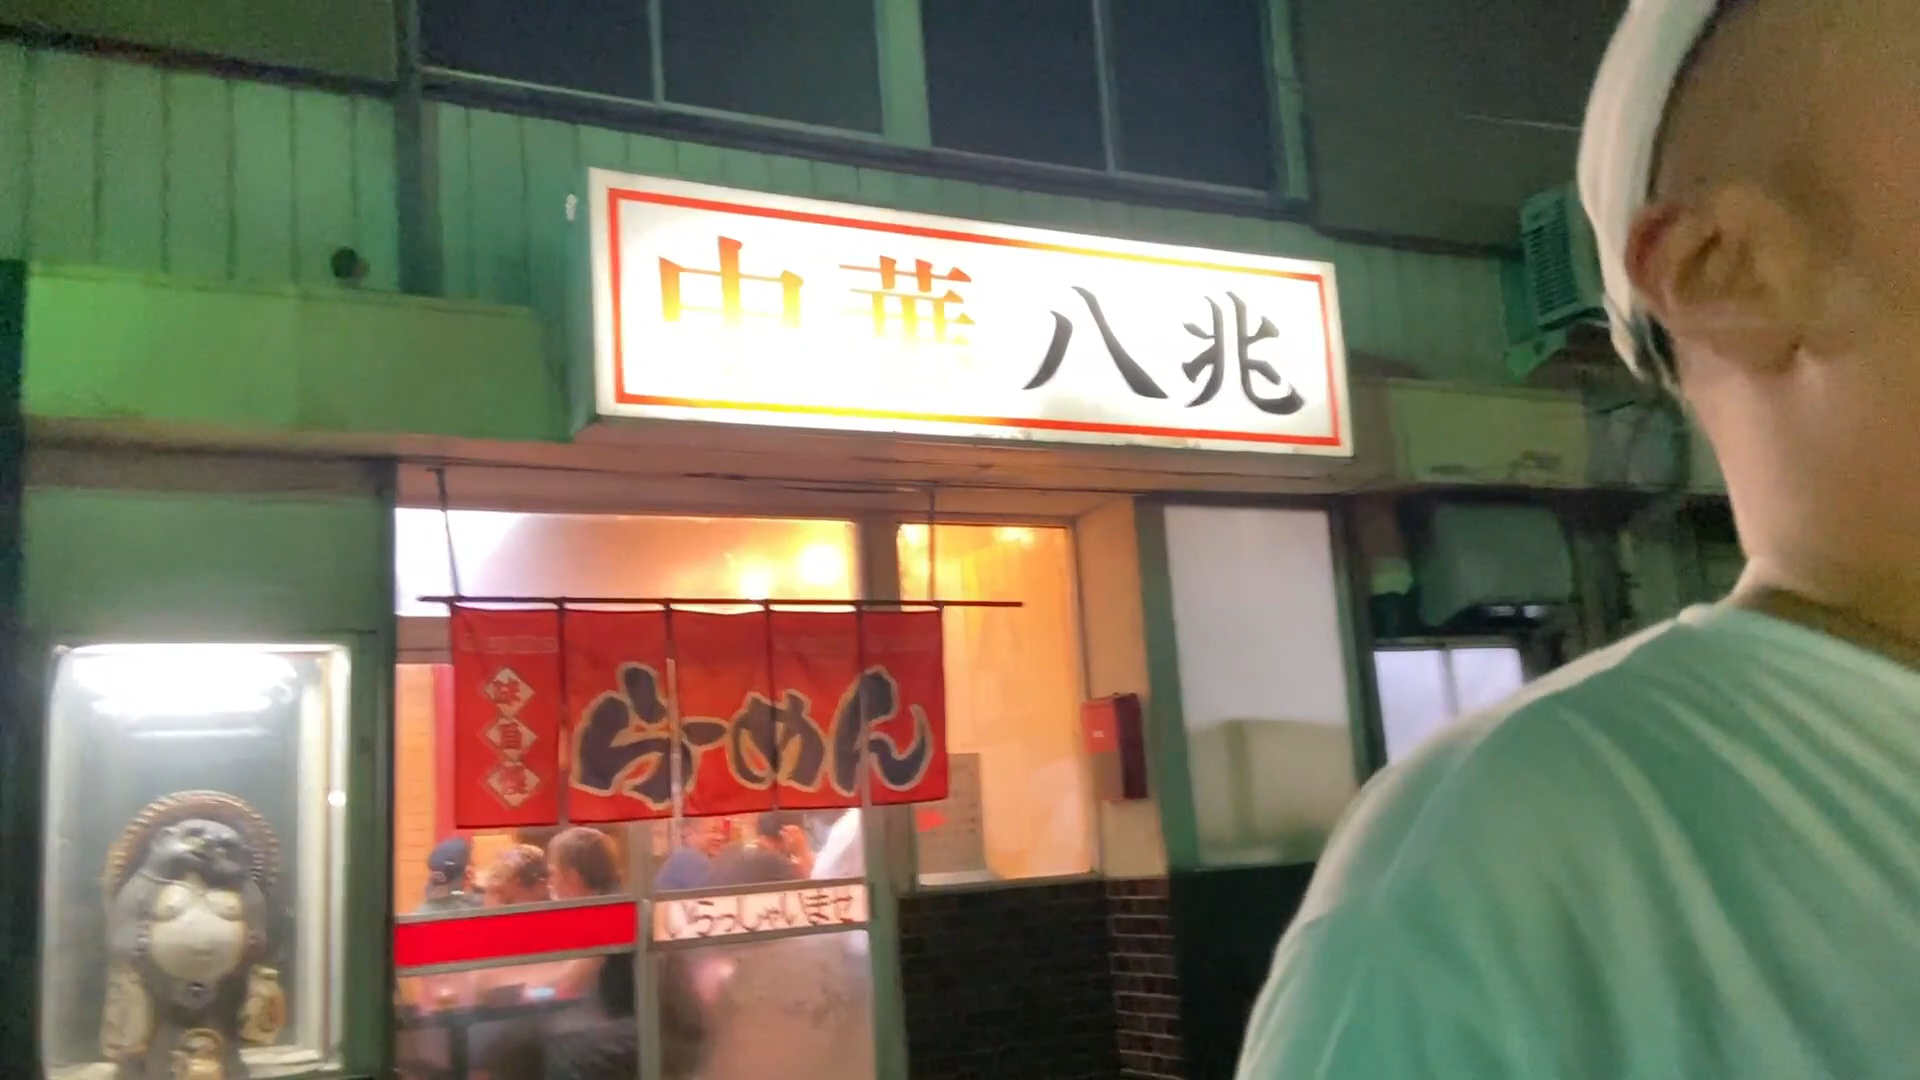 中華 八兆
味自慢
らーめん
いらっしゃいませ